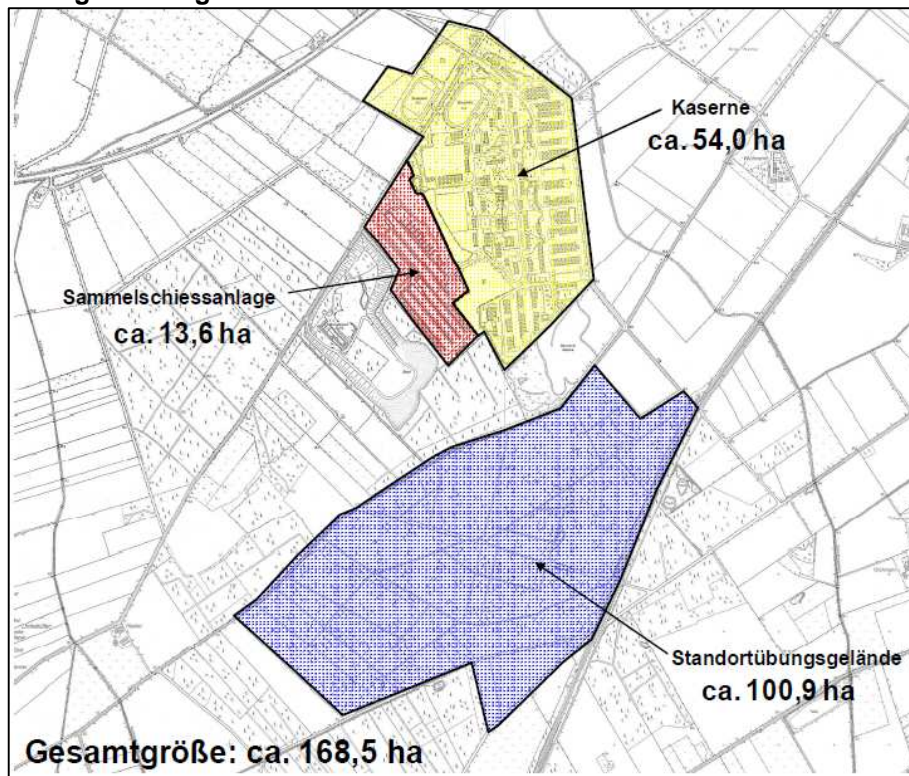 Kaserne
ca. 54,0 ha
Sammelschiessanlage
ca. 13,6 ha
Standortübungsgelände
ca. 100,9 ha
Gesamtgröße: ca. 168,5 ha